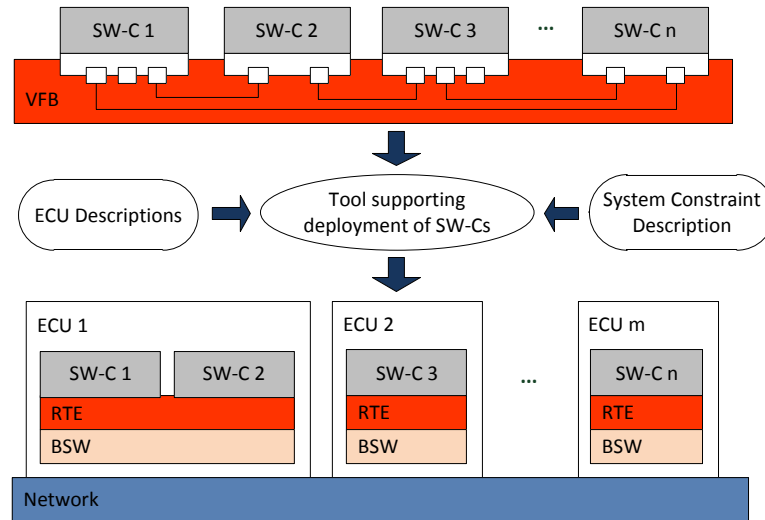 SW-C 1
SW-C 2
SW-C 3
...
SW-C n
VFB
ECU Descriptions
Tool supporting
deployment of SW-Cs
System Constraint
Description
ECU 1
ECU 2
ECU m
SW-C 1
SW-C 2
SW-C 3
...
SW-C n
RTE
RTE
RTE
BSW
BSW
BSW
Network